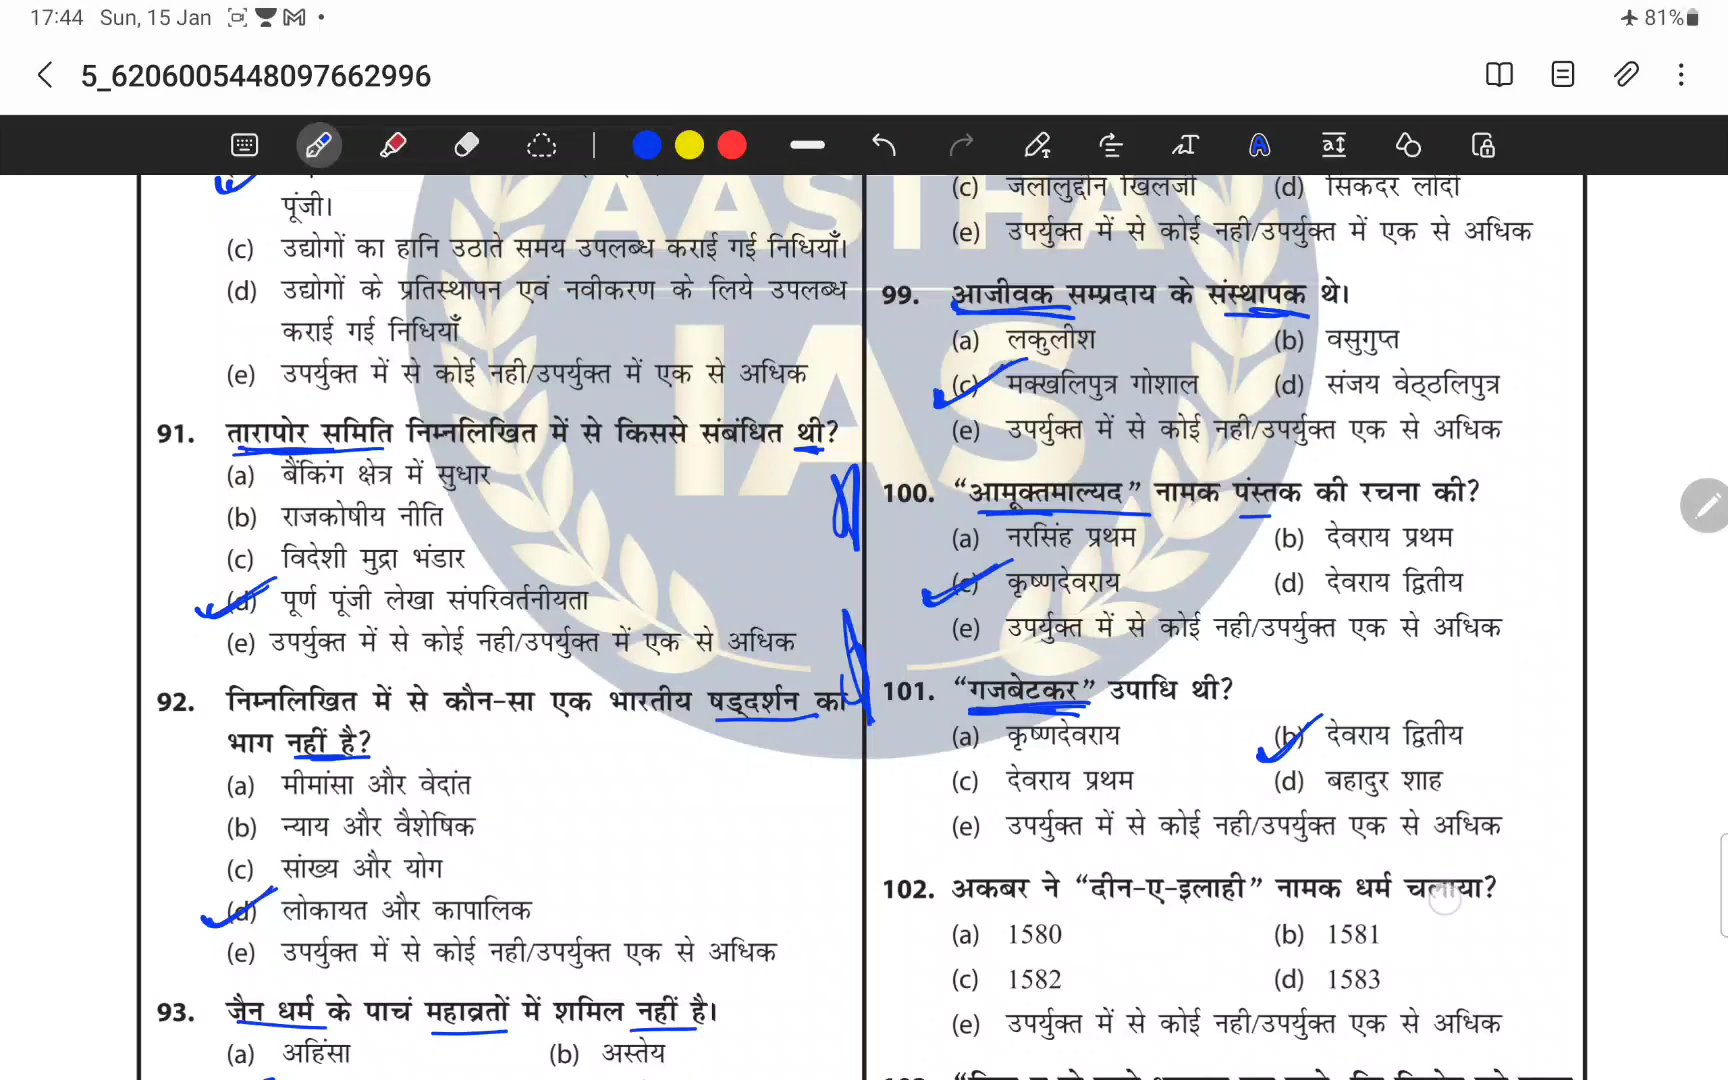 17:44 Sun, 15 Jan
81%
5_6206005448097662996
AASTHA
IAS
पूंजी।
(c) उद्योगों का हानि उठाते समय उपलब्ध कराई गई निधियाँ।
(d) उद्योगों के प्रतिस्थापन एवं नवीकरण के लिये उपलब्ध
कराई गई निधियाँ
(e) उपर्युक्त में से कोई नही/उपर्युक्त में एक से अधिक
91. तारापोर समिति निम्नलिखित में से किससे संबंधित थी?
(a) बैंकिंग क्षेत्र में सुधार
(b) राजकोषीय नीति
(c) विदेशी मुद्रा भंडार
(d) पूर्ण पूंजी लेखा संपरिवर्तनीयता
(e) उपर्युक्त में से कोई नही/उपर्युक्त में एक से अधिक
92. निम्नलिखित में से कौन-सा एक भारतीय षड्दर्शन का
भाग नहीं है?
(a) मीमांसा और वेदांत
(b) न्याय और वैशेषिक
(c) सांख्य और योग
(d) लोकायत और कापालिक
(e) उपर्युक्त में से कोई नही/उपर्युक्त एक से अधिक
93. जैन धर्म के पाचं महाव्रतों में शमिल नहीं है।
(a) अहिंसा (b) अस्तेय
(c) जलालुद्दीन खिलजी (d) सिकंदर लोदी
(e) उपर्युक्त में से कोई नही/उपर्युक्त में एक से अधिक
99. आजीवक सम्प्रदाय के संस्थापक थे।
(a) लकुलीश (b) वसुगुप्त
(c) मक्खलिपुत्र गोशाल (d) संजय वेठ्ठलिपुत्र
(e) उपर्युक्त में से कोई नही/उपर्युक्त एक से अधिक
100. “आमूक्तमाल्यद” नामक पंस्तक की रचना की?
(a) नरसिंह प्रथम (b) देवराय प्रथम
(c) कृष्णदेवराय (d) देवराय द्वितीय
(e) उपर्युक्त में से कोई नही/उपर्युक्त एक से अधिक
101. “गजबेटकर” उपाधि थी?
(a) कृष्णदेवराय (b) देवराय द्वितीय
(c) देवराय प्रथम (d) बहादुर शाह
(e) उपर्युक्त में से कोई नही/उपर्युक्त एक से अधिक
102. अकबर ने “दीन-ए-इलाही” नामक धर्म चलाया?
(a) 1580 (b) 1581
(c) 1582 (d) 1583
(e) उपर्युक्त में से कोई नही/उपर्युक्त एक से अधिक